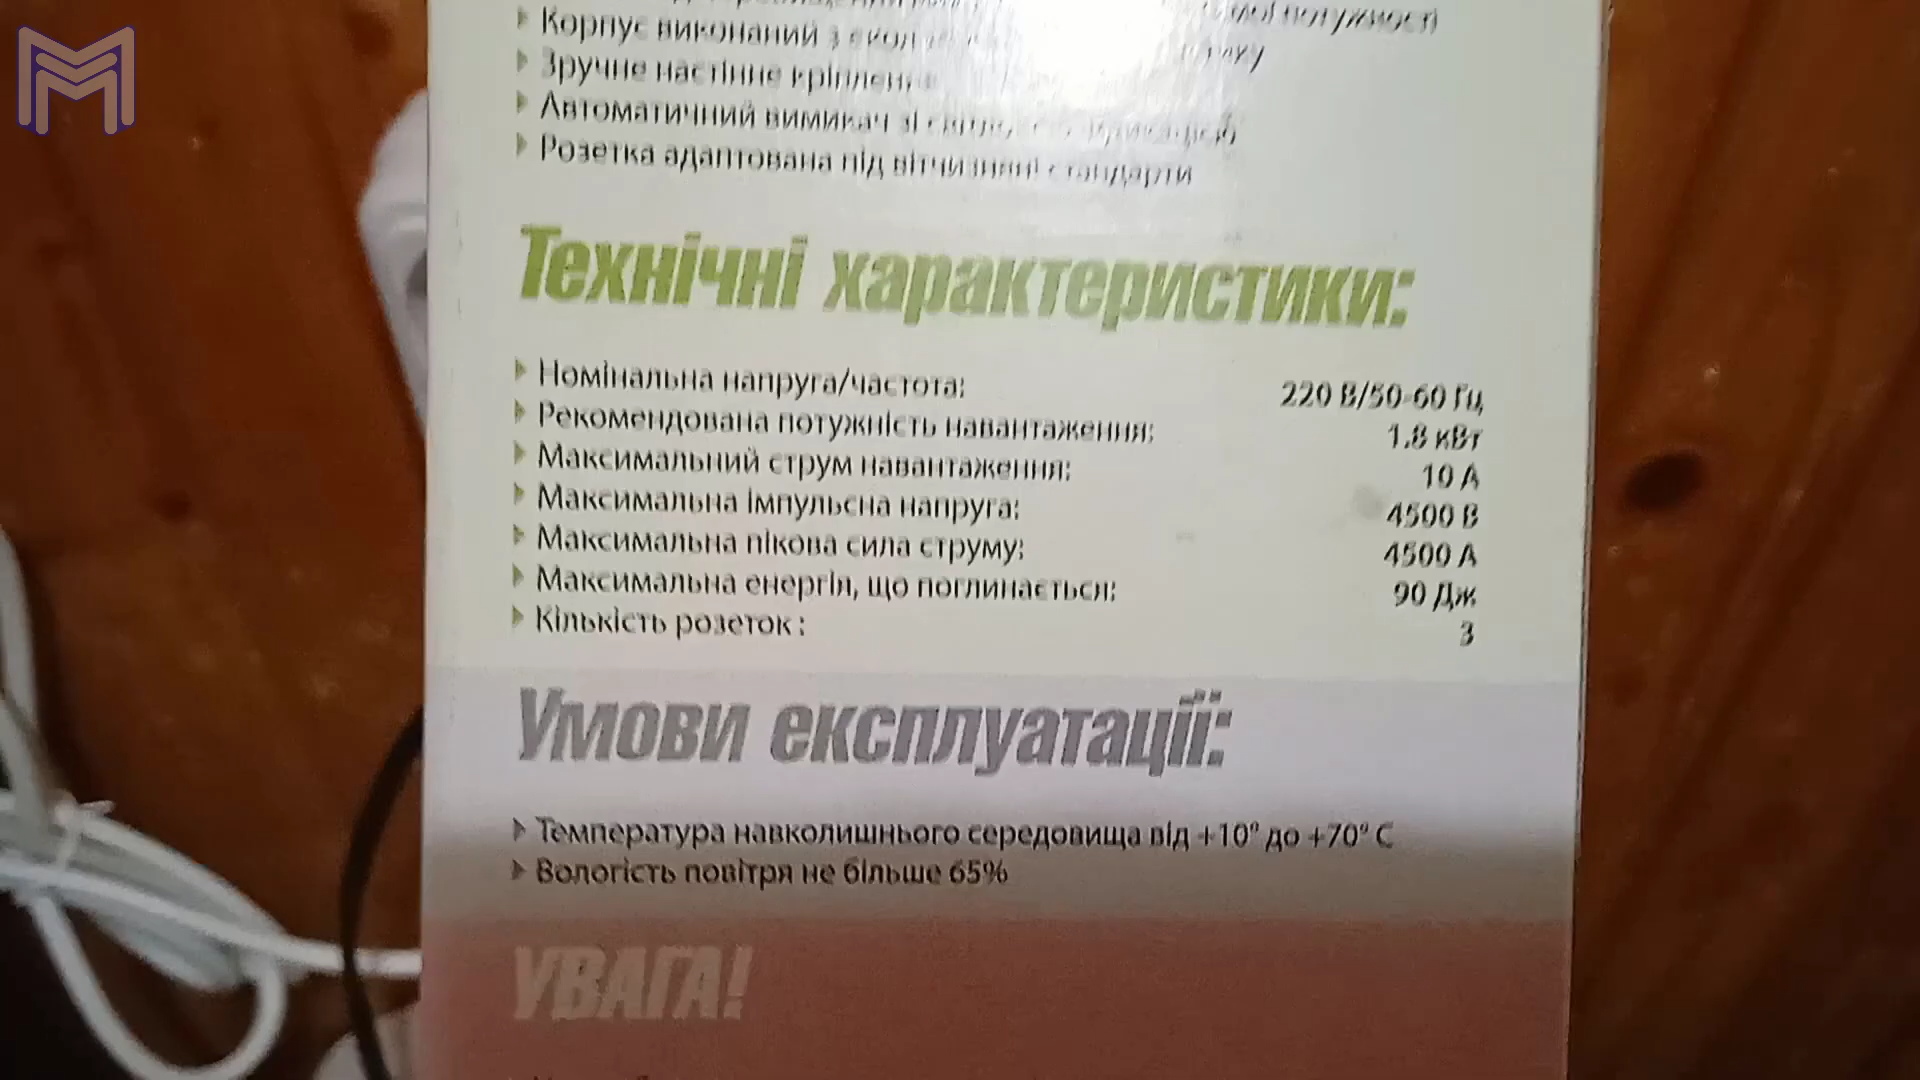 Корпус виконаний з
Зручне настінне кріплення
Автоматичний вимикач зі
Розетка адаптована під вітчизняні стандарти
Технічні характеристики:
Номінальна напруга/частота: 220 В/50-60 Гц
Рекомендована потужність навантаження: 1.8 кВт
Максимальний струм навантаження: 10 А
Максимальна імпульсна напруга: 4500 В
Максимальна пікова сила струму: 4500 А
Максимальна енергія, що поглинається: 90 Дж
Кількість розеток : 3
Умови експлуатації:
Температура навколишнього середовища від +10° до +70° С
Вологість повітря не більше 65%
УВАГА!